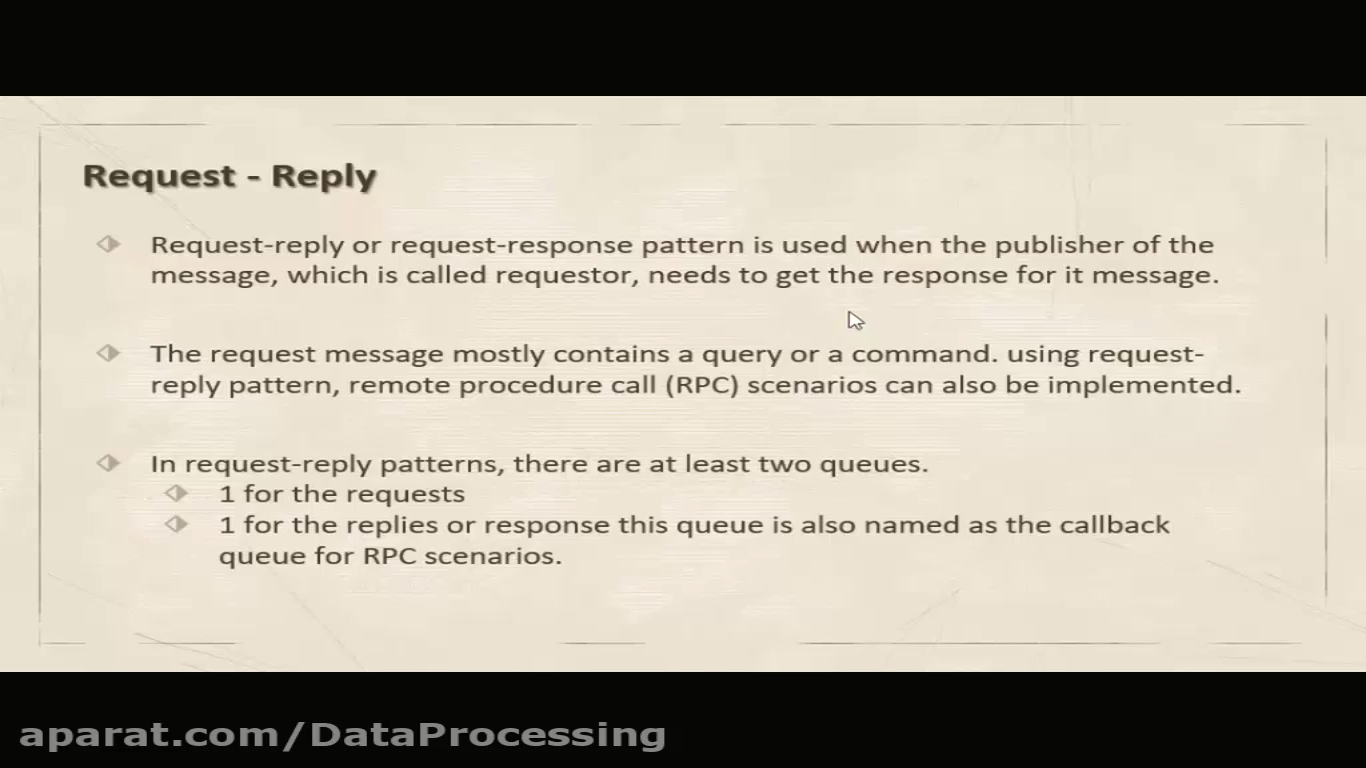 Request - Reply
Request-reply or request-response pattern is used when the publisher of the
message, which is called requestor, needs to get the response for it message.
The request message mostly contains a query or a command. using request-
reply pattern, remote procedure call (RPC) scenarios can also be implemented.
In request-reply patterns, there are at least two queues.
1 for the requests
1 for the replies or response this queue is also named as the callback
queue for RPC scenarios.
aparat.com/DataProcessing